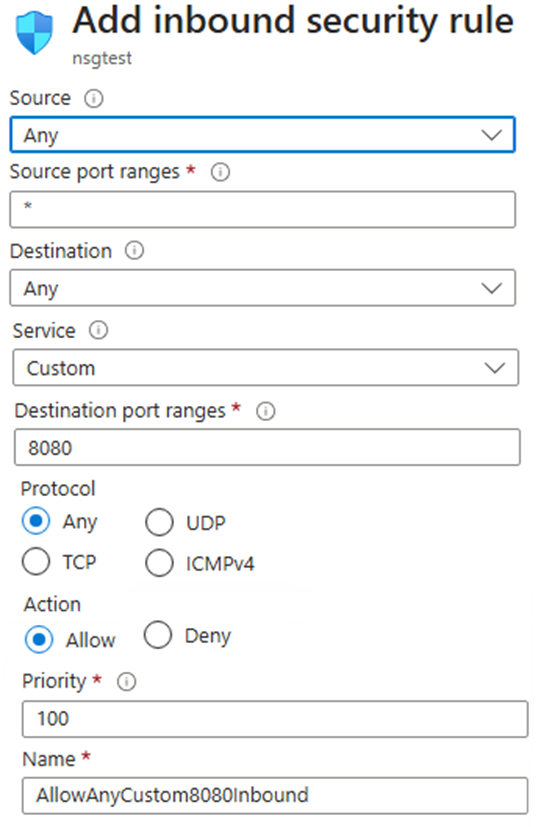 Add inbound security rule
nsgtest
Source
Any
Source port ranges *
*
Destination
Any
Service
Custom
Destination port ranges *
8080
Protocol
Any UDP
TCP ICMPv4
Action
Allow Deny
Priority *
100
Name *
AllowAnyCustom8080Inbound